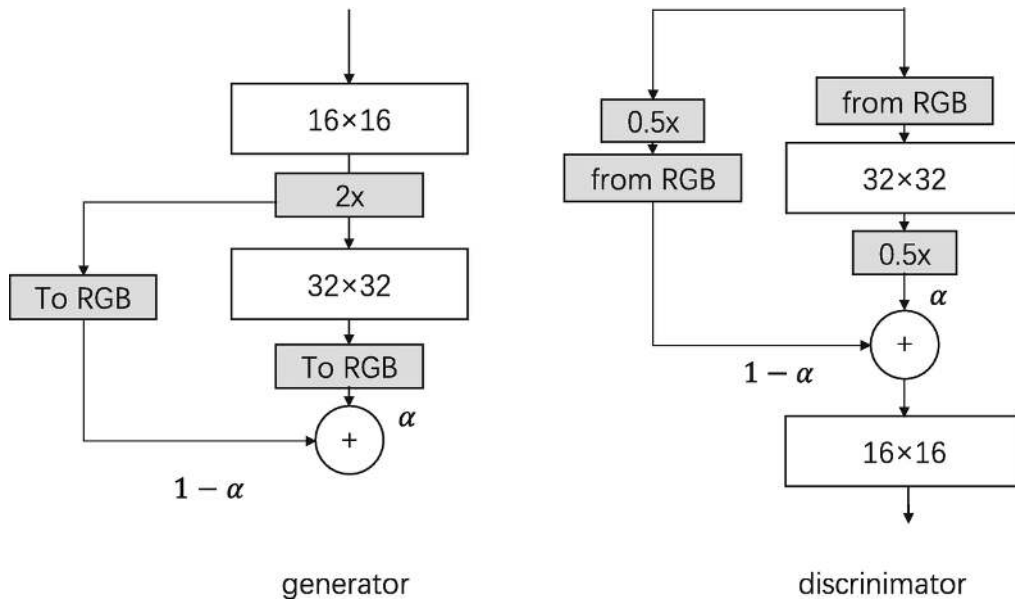 16×16
2x
To RGB
32×32
To RGB
α
+
1 − α
generator
from RGB
0.5x
from RGB
32×32
0.5x
α
+
1 − α
16×16
discrinimator